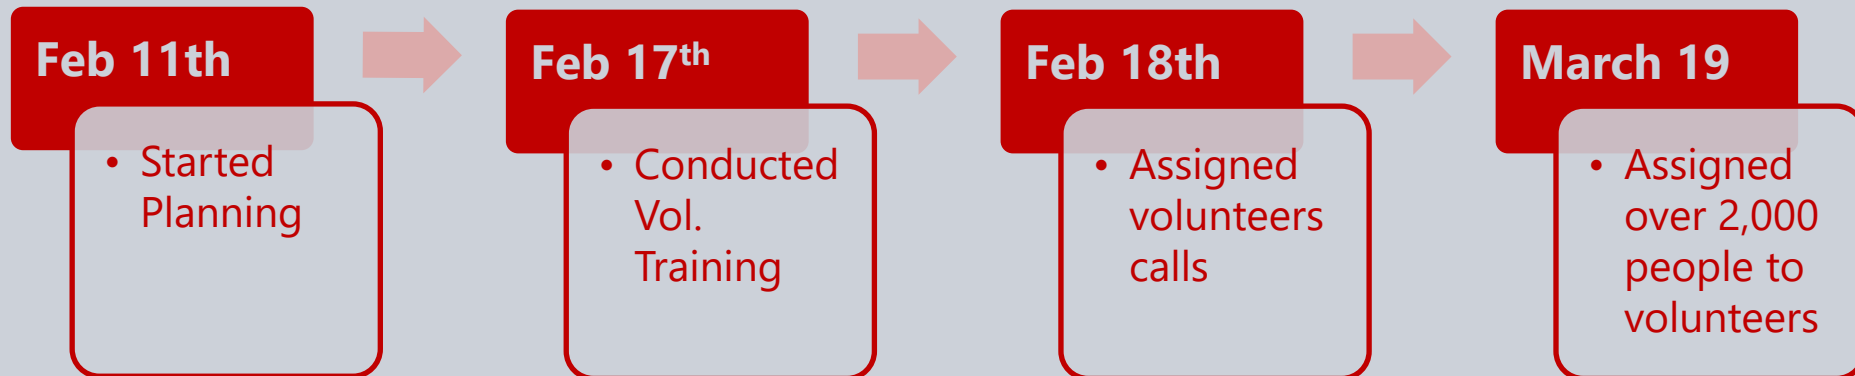 Feb 11th
• Started
Planning
Feb 17th
• Conducted
Vol.
Training
Feb 18th
• Assigned
volunteers
calls
March 19
• Assigned
over 2,000
people to
volunteers